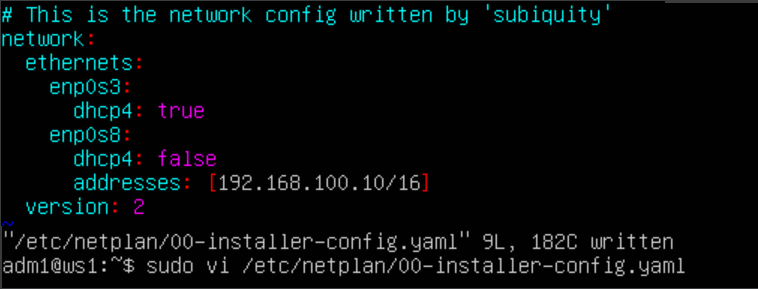 # This is the network config written by 'subiquity'
network:
  ethernets:
    enp0s3:
      dhcp4: true
    enp0s8:
      dhcp4: false
      addresses: [192.168.100.10/16]
  version: 2
~
"/etc/netplan/00-installer-config.yaml" 9L, 182C written
adm1@ws1:~$ sudo vi /etc/netplan/00-installer-config.yaml